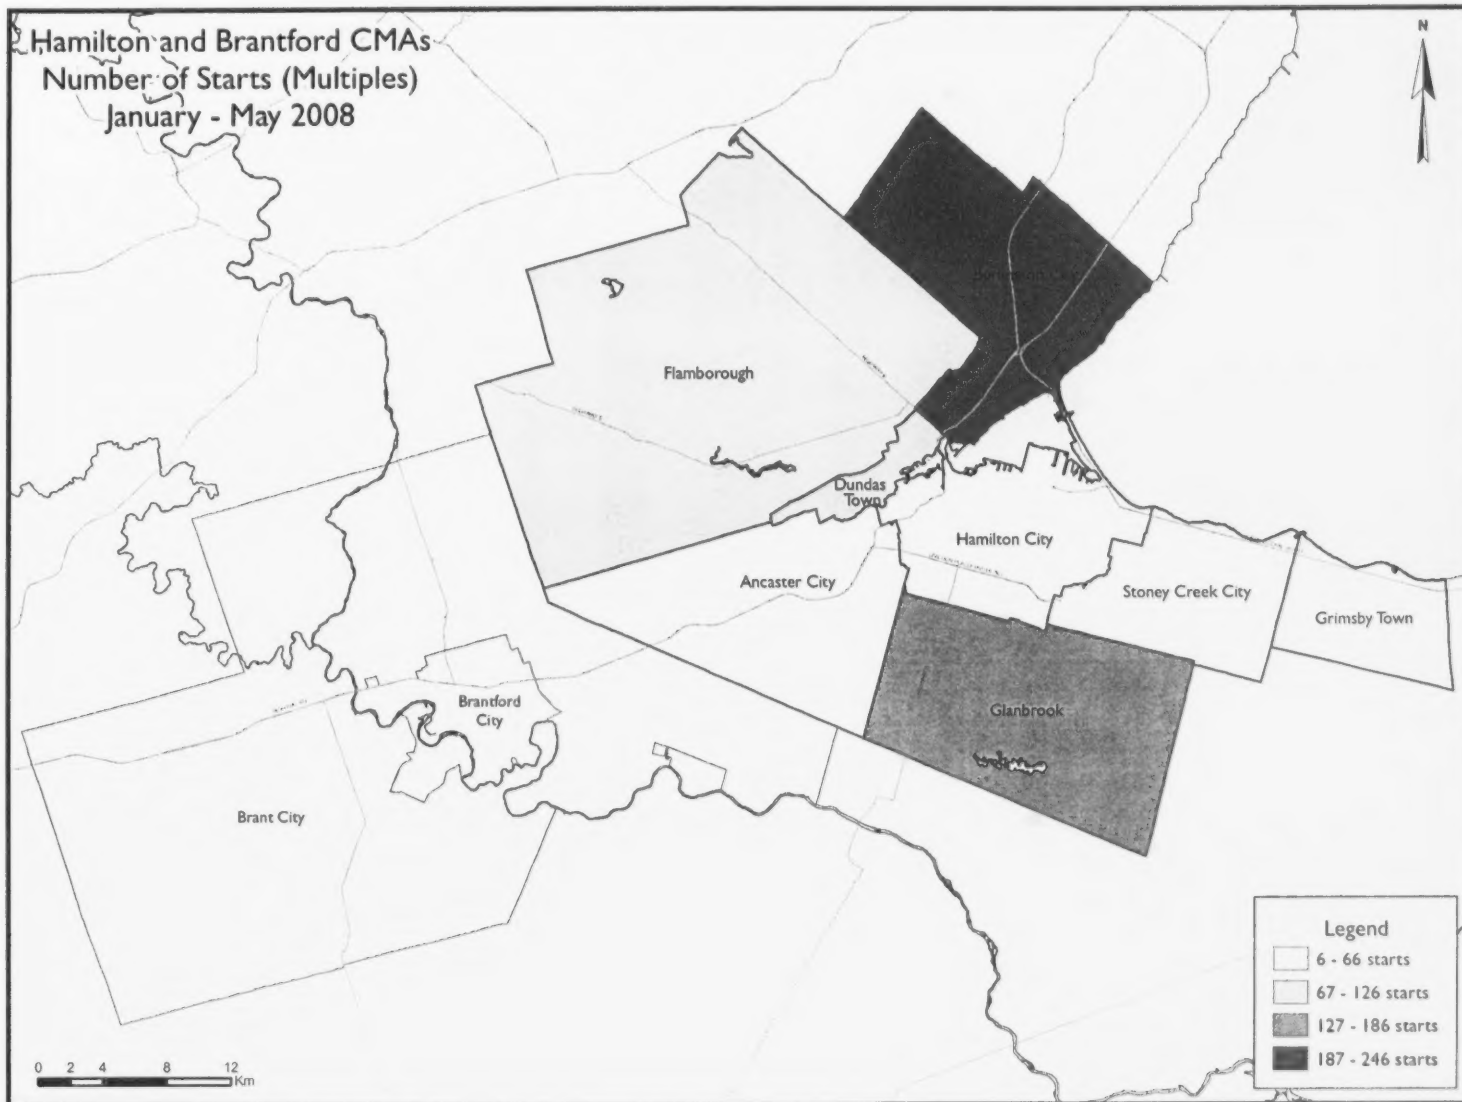 Hamilton and Brantford CMAs
Number of Starts (Multiples)
January - May 2008
N
Flamborough
Dundas
Town
Hamilton City
Ancaster City
Stoney Creek City
Grimsby Town
Glanbrook
Brantford
City
Brant City
Legend
6 - 66 starts
67 - 126 starts
127 - 186 starts
187 - 246 starts
0 2 4 8 12
Km